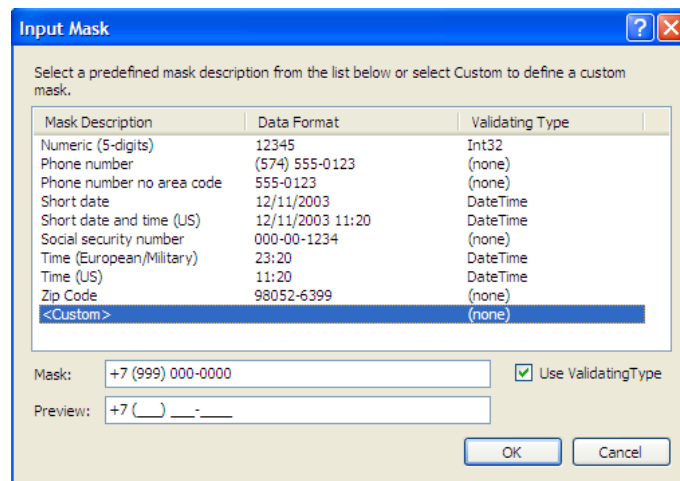 Input Mask
Select a predefined mask description from the list below or select Custom to define a custom
mask.
Mask Description Data Format Validating Type
Numeric (5-digits) 12345 Int32
Phone number (574) 555-0123 (none)
Phone number no area code 555-0123 (none)
Short date 12/11/2003 DateTime
Short date and time (US) 12/11/2003 11:20 DateTime
Social security number 000-00-1234 (none)
Time (European/Military) 23:20 DateTime
Time (US) 11:20 DateTime
Zip Code 98052-6399 (none)
<Custom> (none)
Mask: +7 (999) 000-0000 Use ValidatingType
Preview: +7 (___) ___-____
OK Cancel